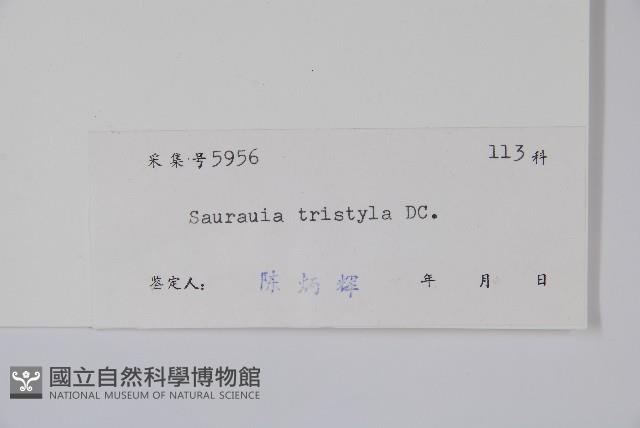 采集号5956 113科
Saurauia tristyla DC.
鉴定人： 陈炳辉 年 月 日
國立自然科學博物館
NATIONAL MUSEUM OF NATURAL SCIENCE